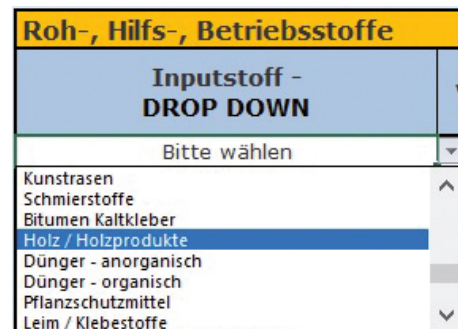 Roh-, Hilfs-, Betriebsstoffe
Inputstoff -
DROP DOWN
Bitte wählen
Kunstrasen
Schmierstoffe
Bitumen Kaltkleber
Holz / Holzprodukte
Dünger - anorganisch
Dünger - organisch
Pflanzschutzmittel
Leim / Klebestoffe